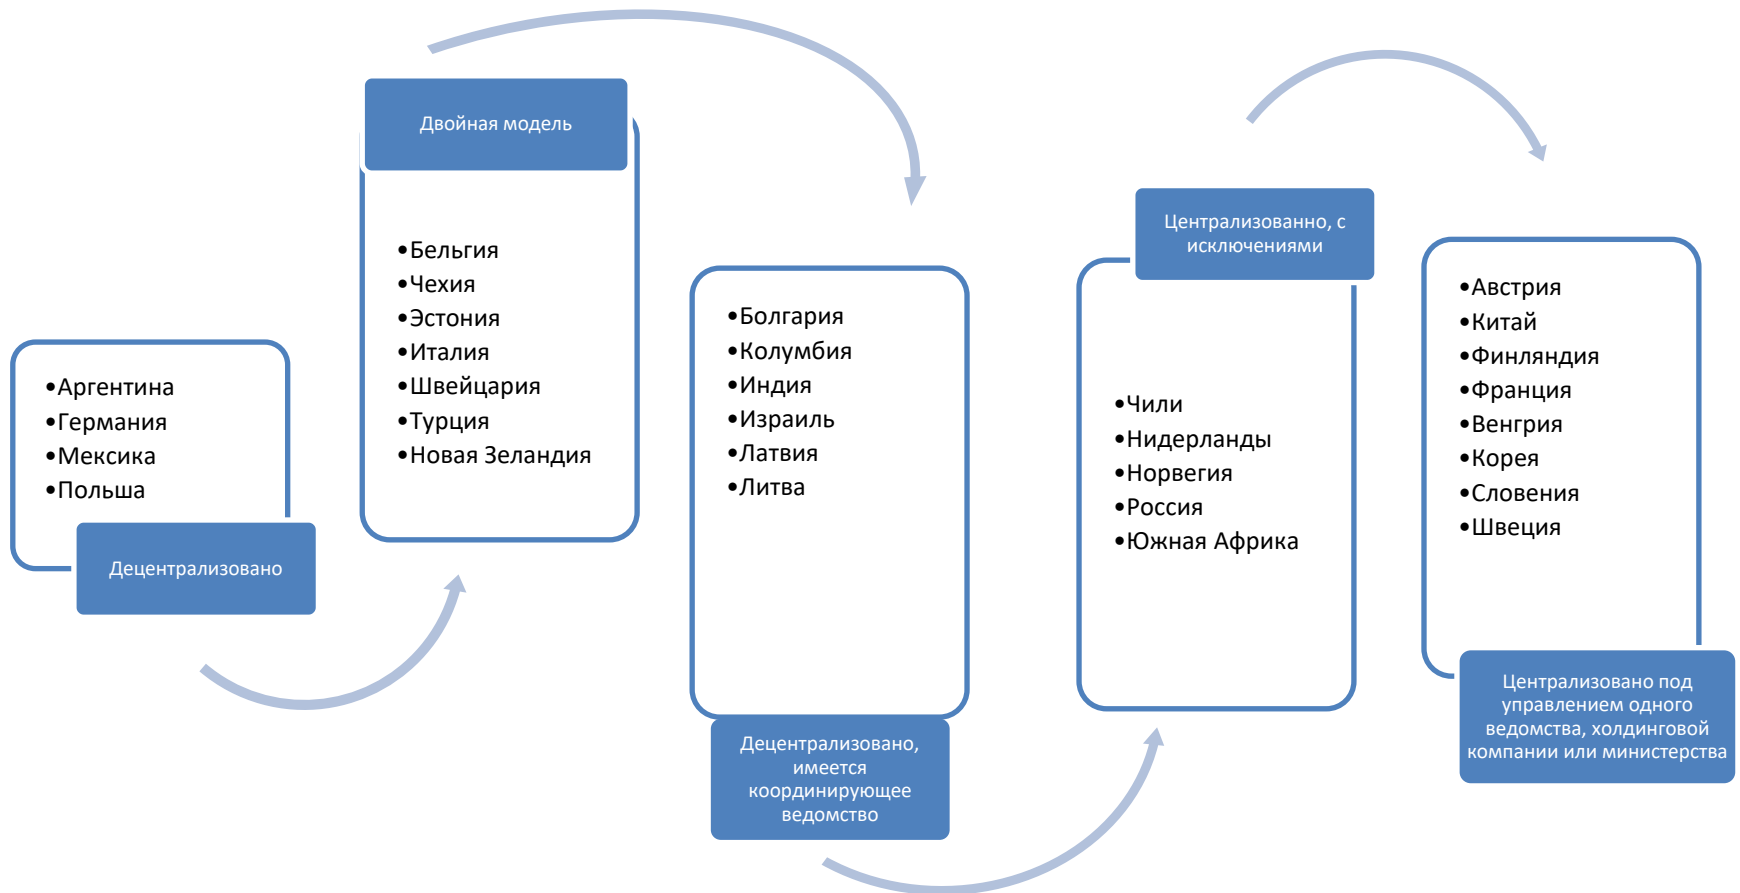 •Аргентина
•Германия
•Мексика
•Польша
Децентрализовано
Двойная модель
•Бельгия
•Чехия
•Эстония
•Италия
•Швейцария
•Турция
•Новая Зеландия
•Болгария
•Колумбия
•Индия
•Израиль
•Латвия
•Литва
Децентрализовано,
имеется
координирующее
ведомство
Централизованно, с
исключениями
•Чили
•Нидерланды
•Норвегия
•Россия
•Южная Африка
•Австрия
•Китай
•Финляндия
•Франция
•Венгрия
•Корея
•Словения
•Швеция
Централизовано под
управлением одного
ведомства, холдинговой
компании или министерства